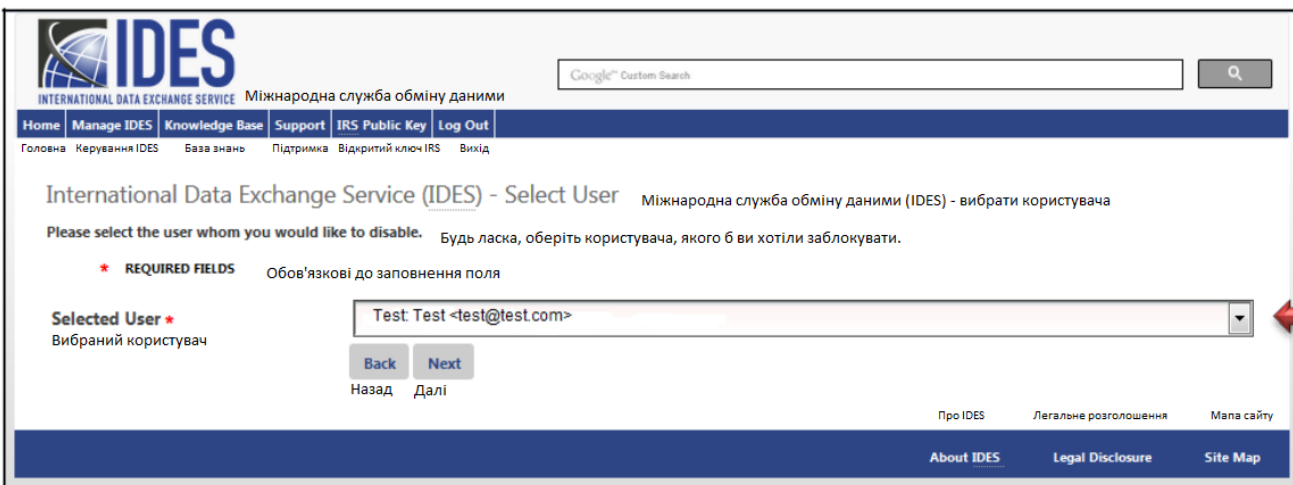 IDES
Google™ Custom Search
INTERNATIONAL DATA EXCHANGE SERVICE Міжнародна служба обміну даними
Home Manage IDES Knowledge Base Support IRS Public Key Log Out
Головна Керування IDES База знань Підтримка Відкритий ключ IRS Вихід
International Data Exchange Service (IDES) - Select User Міжнародна служба обміну даними (IDES) - вибрати користувача
Please select the user whom you would like to disable. Будь ласка, оберіть користувача, якого б ви хотіли заблокувати.
* REQUIRED FIELDS Обов'язкові до заповнення поля
Selected User * Test: Test <test@test.com>
Вибраний користувач
Back Next
Назад Далі
Про IDES Легальне розголошення Мапа сайту
About IDES Legal Disclosure Site Map